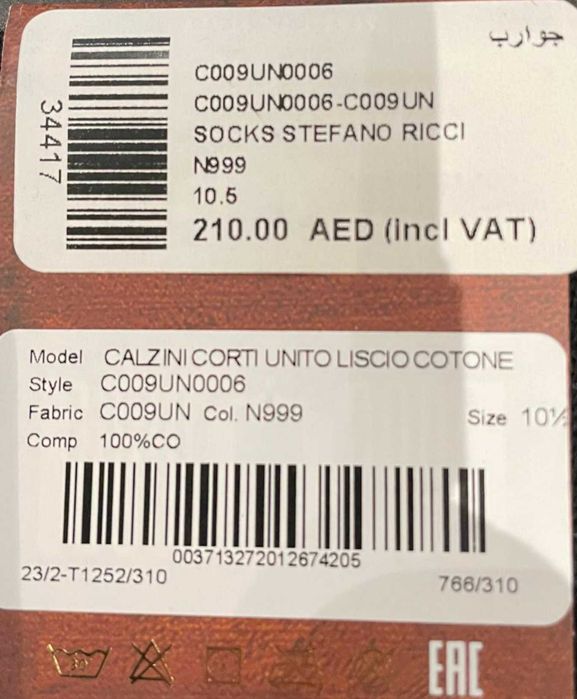 جوارب
34417
C009UN0006
C009UN0006-C009UN
SOCKS STEFANO RICCI
N999
10.5
210.00 AED (incl VAT)
Model CALZINI CORTI UNITO LISCIO COTONE
Style C009UN0006
Fabric C009UN Col. N999 Size 10½
Comp 100%CO
003713272012674205
23/2-T1252/310 766/310
30°
EAC